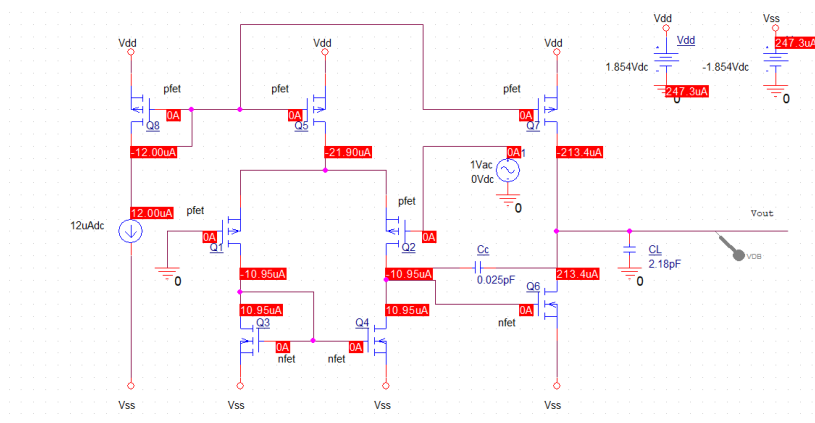 Vdd
Vss
Vdd
Vdd
Vdd
Vdd
247.3uA
1.854Vdc
-1.854Vdc
247.3uA
0
0
pfet
pfet
pfet
0A
Q8
0A
Q5
0A
Q7
-12.00uA
-21.90uA
0A
1
-213.4uA
1Vac
0Vdc
0
12.00uA
12uAdc
pfet
pfet
0A
Q1
Q2
0A
0
Vout
VDB
CL
2.18pF
0
-10.95uA
-10.95uA
Cc
0.025pF
213.4uA
Q6
10.95uA
10.95uA
0A
nfet
Q3
Q4
0A
0A
nfet
nfet
Vss
Vss
Vss
Vss